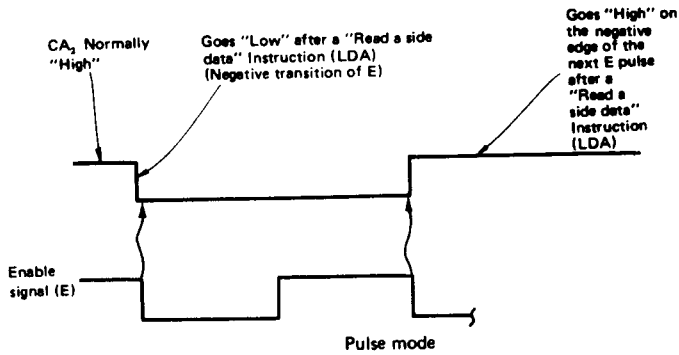 CA₂ Normally
"High"
Goes "Low" after a "Read a side
data" Instruction (LDA)
(Negative transition of E)
Goes "High" on
the negative
edge of the
next E pulse
after a
"Read a
side data"
Instruction
(LDA)
Enable
signal (E)
Pulse mode